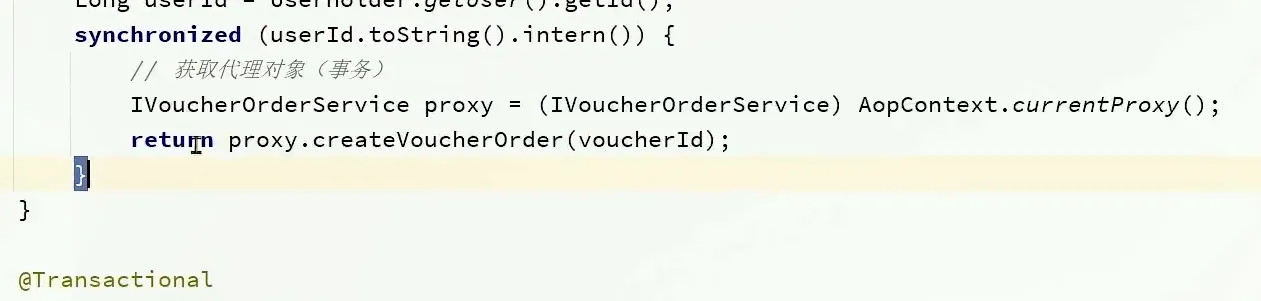 Long userId = UserHolder.getUser().getId();
synchronized (userId.toString().intern()) {
// 获取代理对象（事务）
IVoucherOrderService proxy = (IVoucherOrderService) AopContext.currentProxy();
return proxy.createVoucherOrder(voucherId);
}
}
@Transactional